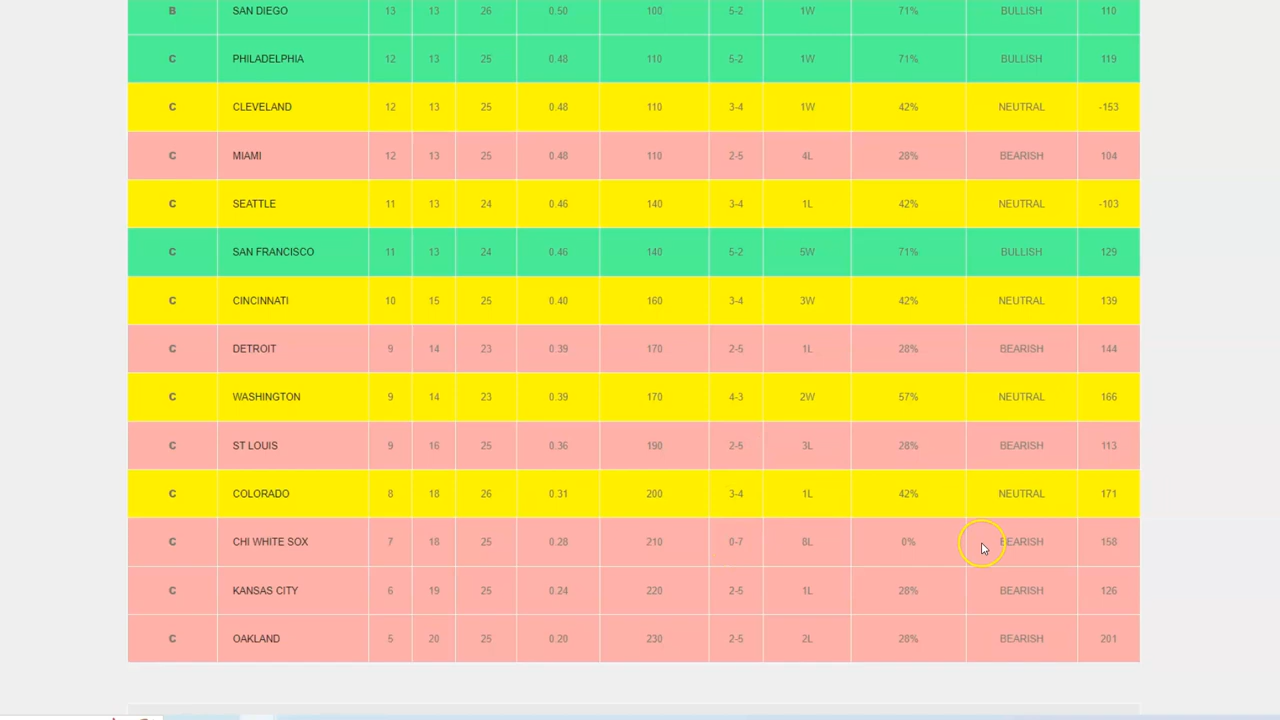 B SAN DIEGO 13 13 26 0.50 100 5-2 1W 71% BULLISH 110
C PHILADELPHIA 12 13 25 0.48 110 5-2 1W 71% BULLISH 119
C CLEVELAND 12 13 25 0.48 110 3-4 1W 42% NEUTRAL -153
C MIAMI 12 13 25 0.48 110 2-5 4L 28% BEARISH 104
C SEATTLE 11 13 24 0.46 140 3-4 1L 42% NEUTRAL -103
C SAN FRANCISCO 11 13 24 0.46 140 5-2 5W 71% BULLISH 129
C CINCINNATI 10 15 25 0.40 160 3-4 3W 42% NEUTRAL 139
C DETROIT 9 14 23 0.39 170 2-5 1L 28% BEARISH 144
C WASHINGTON 9 14 23 0.39 170 4-3 2W 57% NEUTRAL 166
C ST LOUIS 9 16 25 0.36 190 2-5 3L 28% BEARISH 113
C COLORADO 8 18 26 0.31 200 3-4 1L 42% NEUTRAL 171
C CHI WHITE SOX 7 18 25 0.28 210 0-7 8L 0% BEARISH 158
C KANSAS CITY 6 19 25 0.24 220 2-5 1L 28% BEARISH 126
C OAKLAND 5 20 25 0.20 230 2-5 2L 28% BEARISH 201